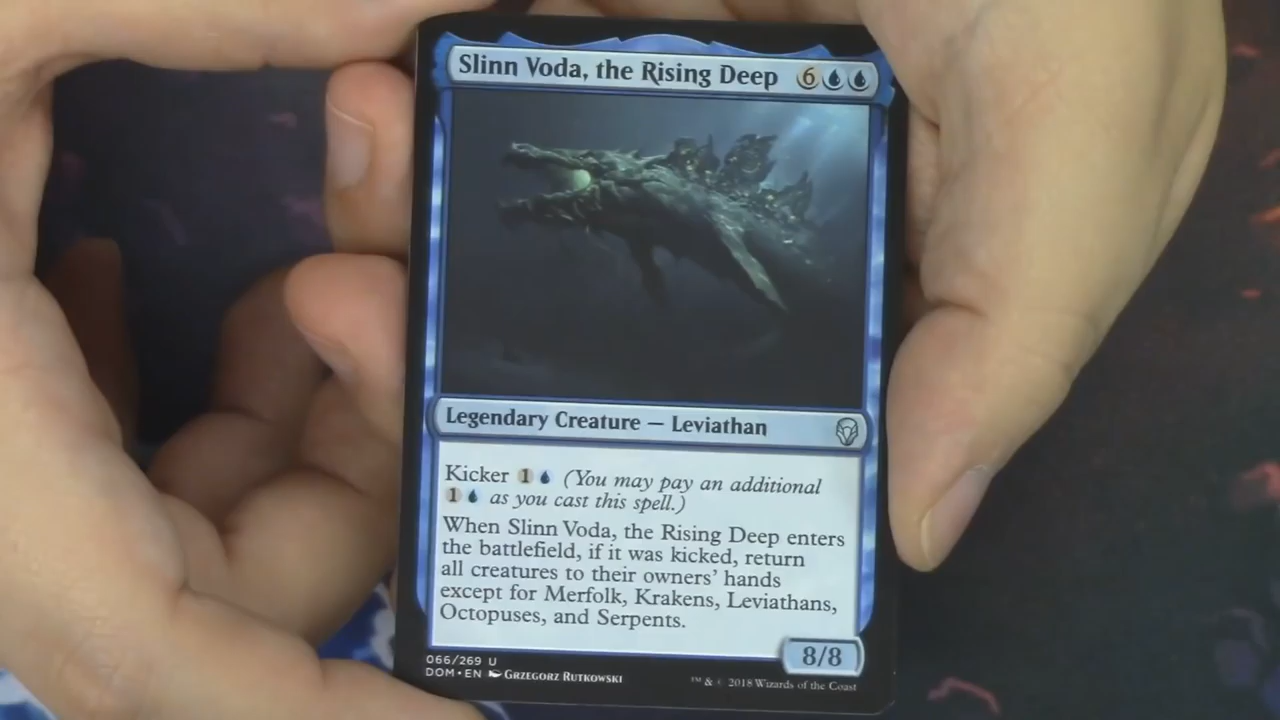 Slinn Voda, the Rising Deep 6
Legendary Creature — Leviathan
Kicker 1 (You may pay an additional
1 as you cast this spell.)
When Slinn Voda, the Rising Deep enters
the battlefield, if it was kicked, return
all creatures to their owners' hands
except for Merfolk, Krakens, Leviathans,
Octopuses, and Serpents.
8/8
066/269 U
DOM • EN Grzegorz Rutkowski
™ & © 2018 Wizards of the Coast